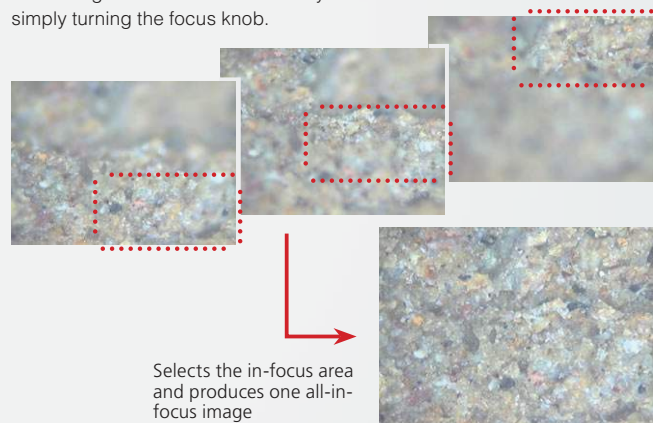 simply turning the focus knob.
Selects the in-focus area
and produces one all-in-
focus image